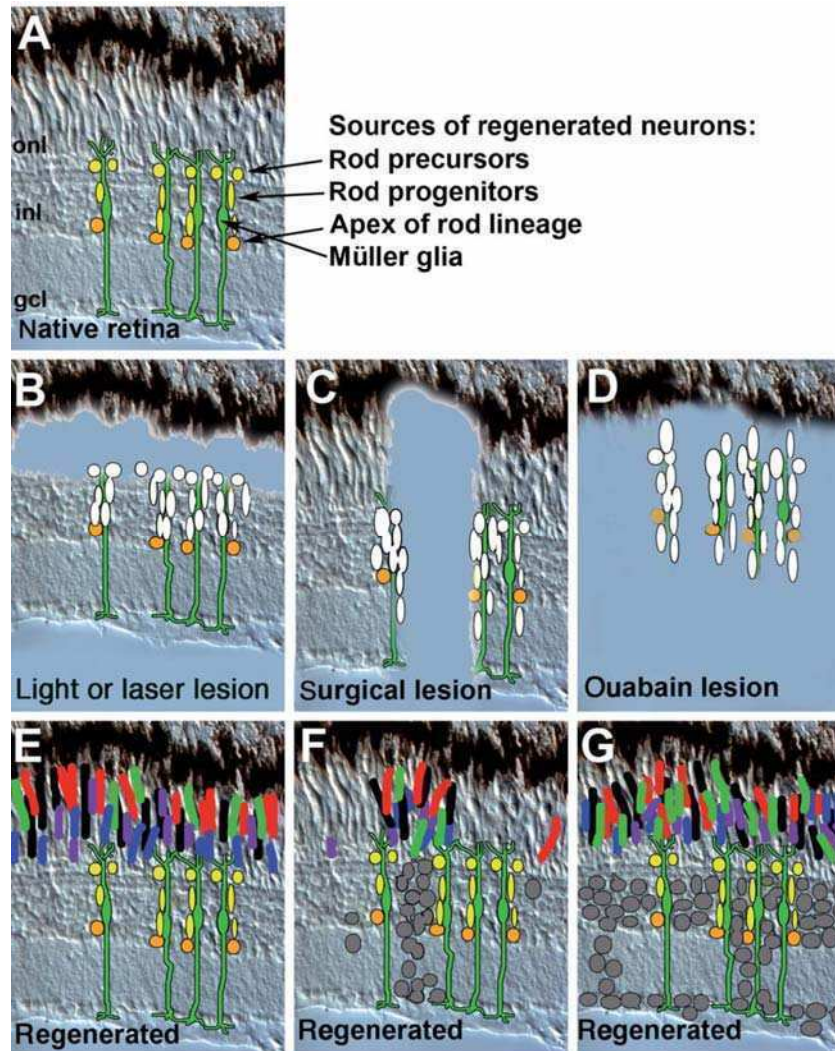 A
Sources of regenerated neurons:
onl
Rod precursors
Rod progenitors
inl
Apex of rod lineage
Müller glia
gcl
Native retina
B
C
D
Light or laser lesion
Surgical lesion
Ouabain lesion
E
F
G
Regenerated
Regenerated
Regenerated